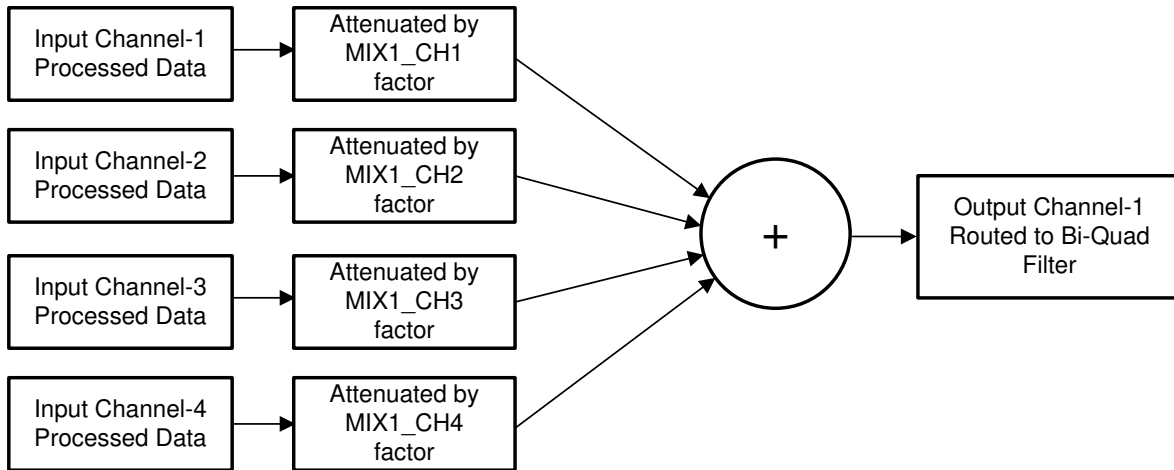 Input Channel-1
Processed Data
Attenuated by
MIX1_CH1
factor
Input Channel-2
Processed Data
Attenuated by
MIX1_CH2
factor
Input Channel-3
Processed Data
Attenuated by
MIX1_CH3
factor
Input Channel-4
Processed Data
Attenuated by
MIX1_CH4
factor
+
Output Channel-1
Routed to Bi-Quad
Filter